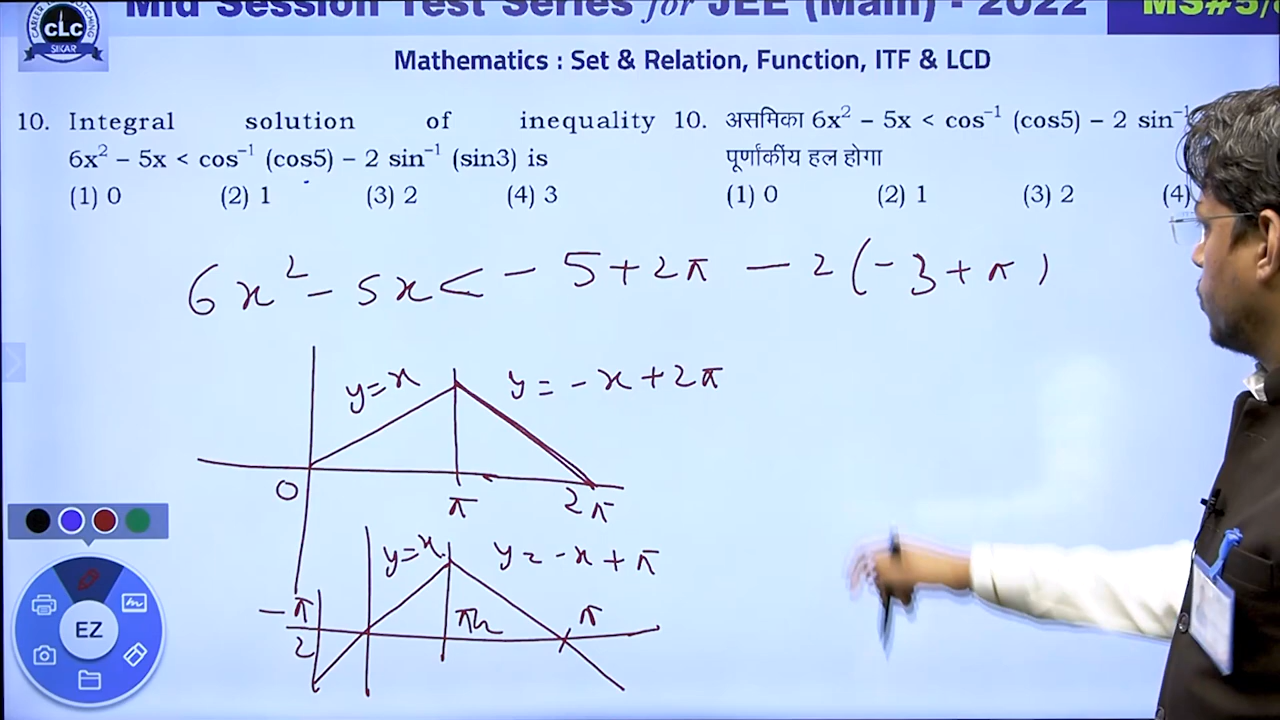 Mid Session Test Series for JEE (Main) - 2022 MS#5/
CAREER COACHING
CLC
SIKAR
Mathematics : Set & Relation, Function, ITF & LCD
10. Integral solution of inequality
6x² – 5x < cos⁻¹ (cos5) – 2 sin⁻¹ (sin3) is
(1) 0 (2) 1 (3) 2 (4) 3
10. असमिका 6x² – 5x < cos⁻¹ (cos5) – 2 sin⁻¹
पूर्णांकीय हल होगा
(1) 0 (2) 1 (3) 2 (4)
6x² - 5x < - 5 + 2π - 2(-3 + π)
y = x y = -x + 2π
0 π 2π
y = x y = -x + π
-π/2 π/2 π
EZ